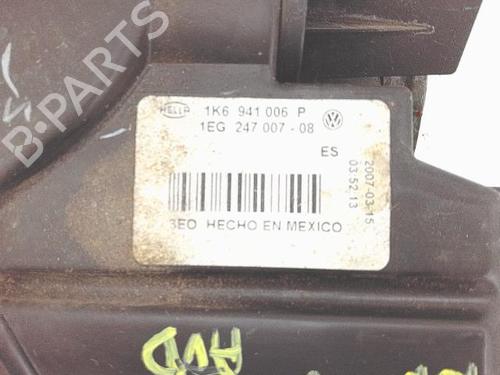 B-PARTS
HELLA
1K6 941 006 P
1EG 247 007 - 08
ES
2007-03-15
03:52:13
3EO HECHO EN MEXICO